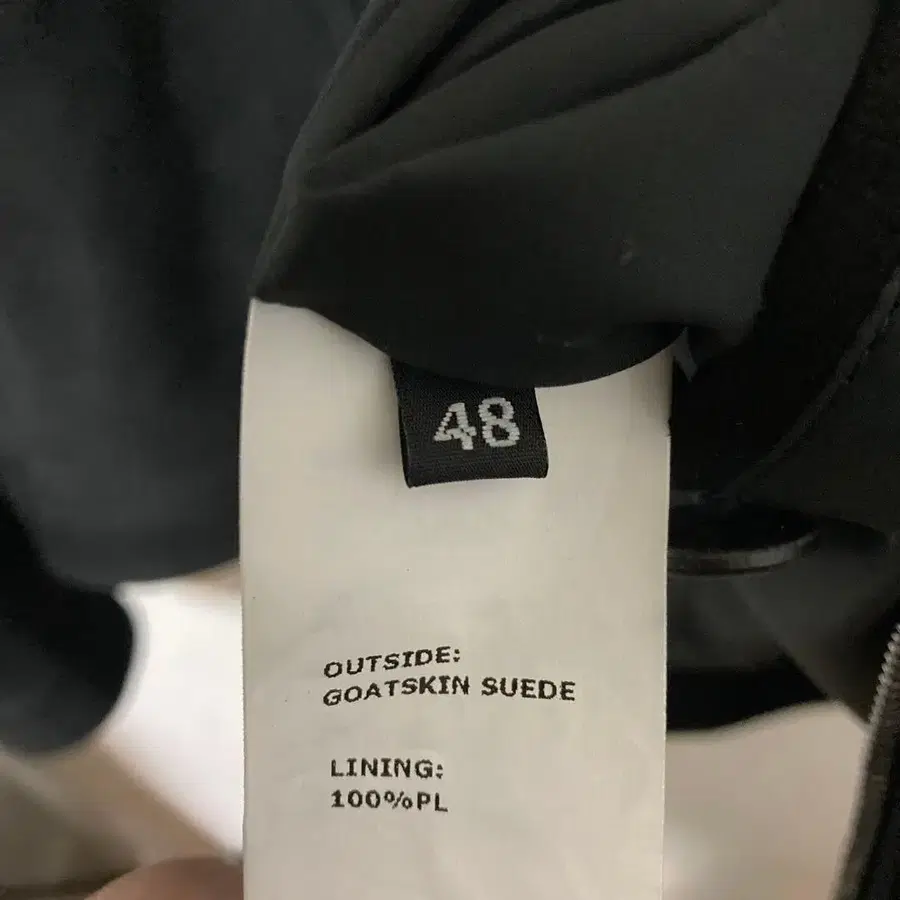 48
OUTSIDE:
GOATSKIN SUEDE
LINING:
100%PL